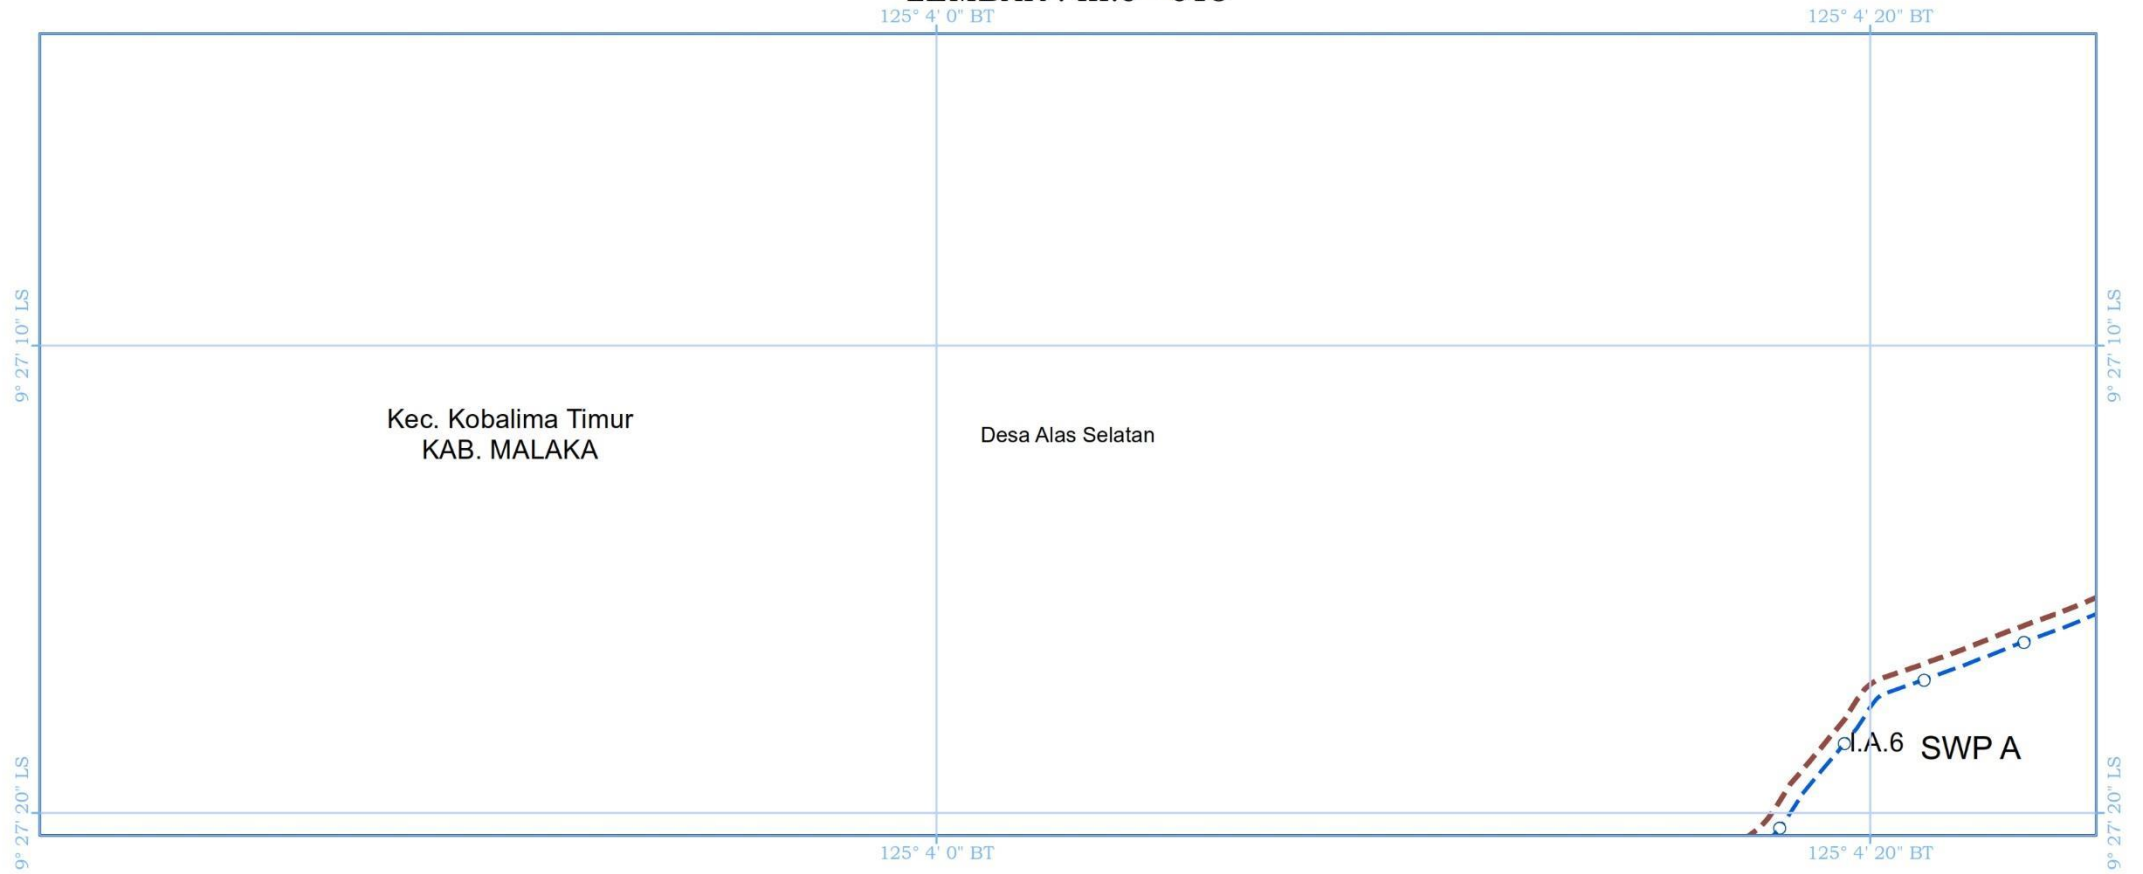 125° 4' 0" BT
125° 4' 20" BT
9° 27' 10" LS
9° 27' 10" LS
Kec. Kobalima Timur
KAB. MALAKA
Desa Alas Selatan
I.A.6
SWP A
9° 27' 20" LS
9° 27' 20" LS
125° 4' 0" BT
125° 4' 20" BT